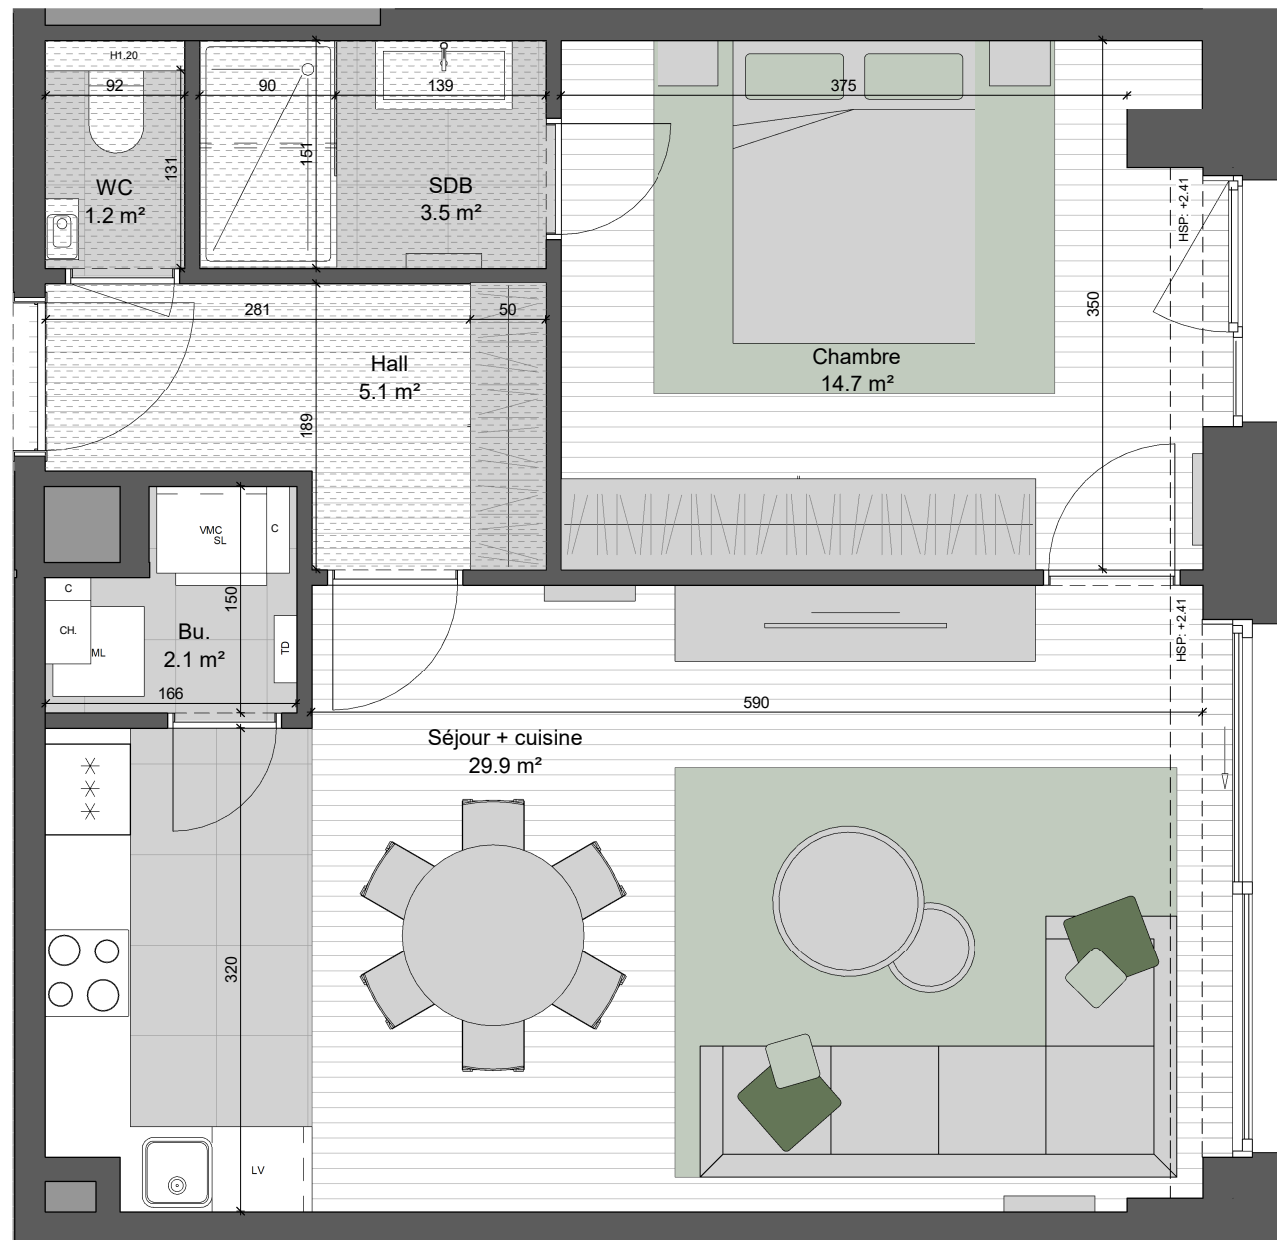 H1.20
92
90
139
375
131
151
WC
1.2 m²
SDB
3.5 m²
HSP: +2.41
281
50
350
Hall
5.1 m²
Chambre
14.7 m²
189
VMC
SL
C
C
150
CH.
ML
Bu.
2.1 m²
TD
HSP: +2.41
166
590
Séjour + cuisine
29.9 m²
320
LV